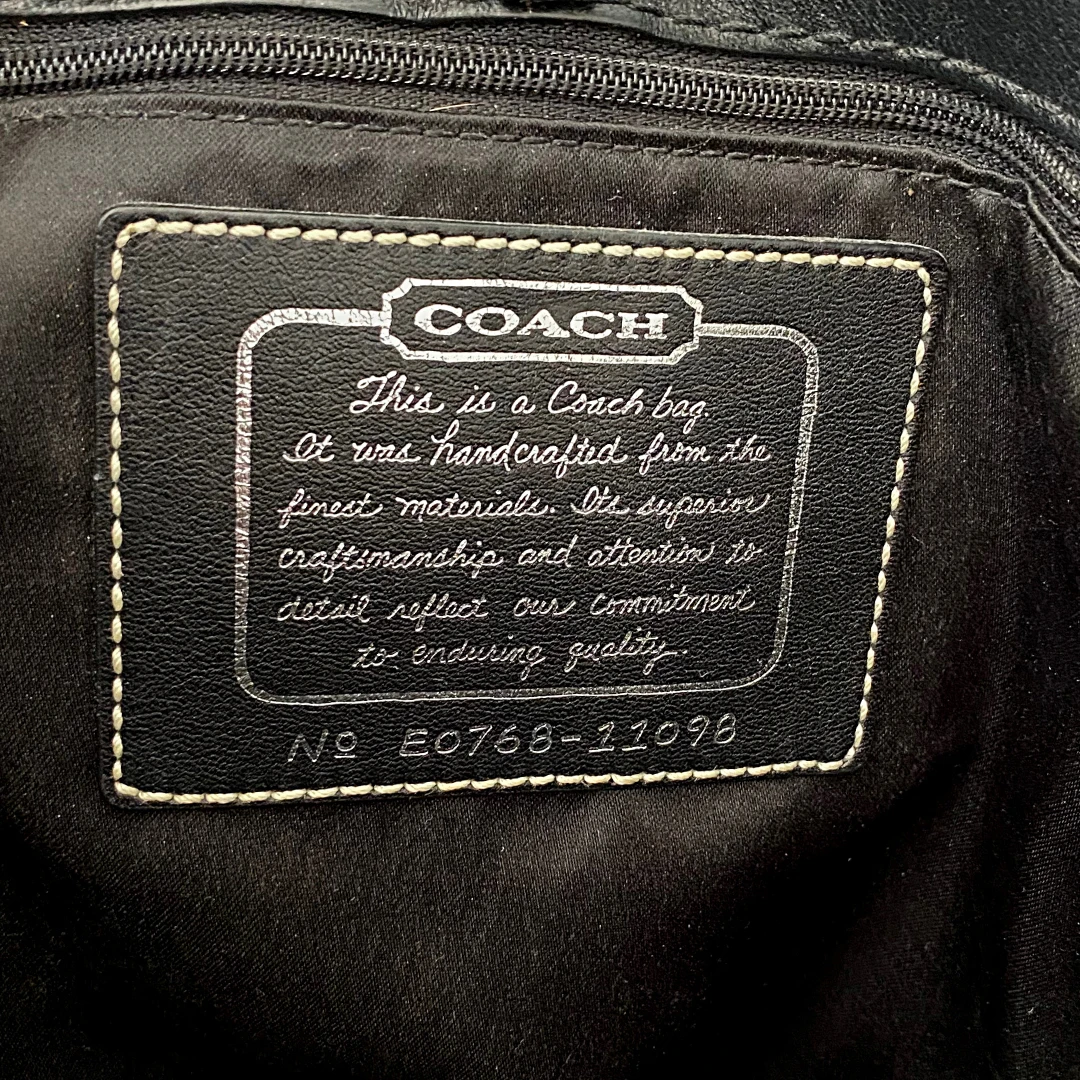 COACH
This is a Coach bag.
It was handcrafted from the
finest materials. Its superior
craftsmanship and attention to
detail reflect our commitment
to enduring quality.
Nº E0768-11098